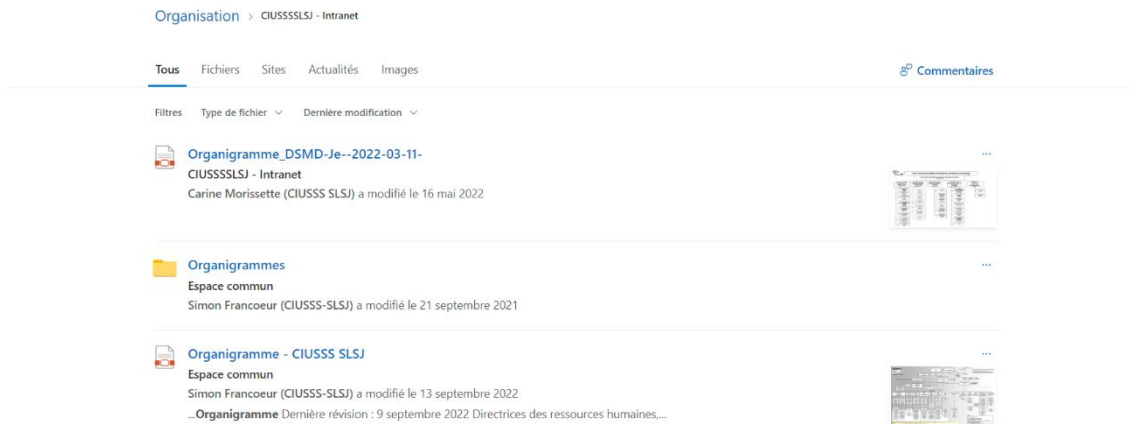 Organisation > CIUSSSSLSJ - Intranet
Tous Fichiers Sites Actualités Images Commentaires
Filtres Type de fichier Dernière modification
Organigramme_DSMD-Je--2022-03-11-
CIUSSSSLSJ - Intranet
Carine Morissette (CIUSSS SLSJ) a modifié le 16 mai 2022
Organigrammes
Espace commun
Simon Francoeur (CIUSSS-SLSJ) a modifié le 21 septembre 2021
Organigramme - CIUSSS SLSJ
Espace commun
Simon Francoeur (CIUSSS-SLSJ) a modifié le 13 septembre 2022
...Organigramme Dernière révision : 9 septembre 2022 Directrices des ressources humaines,...